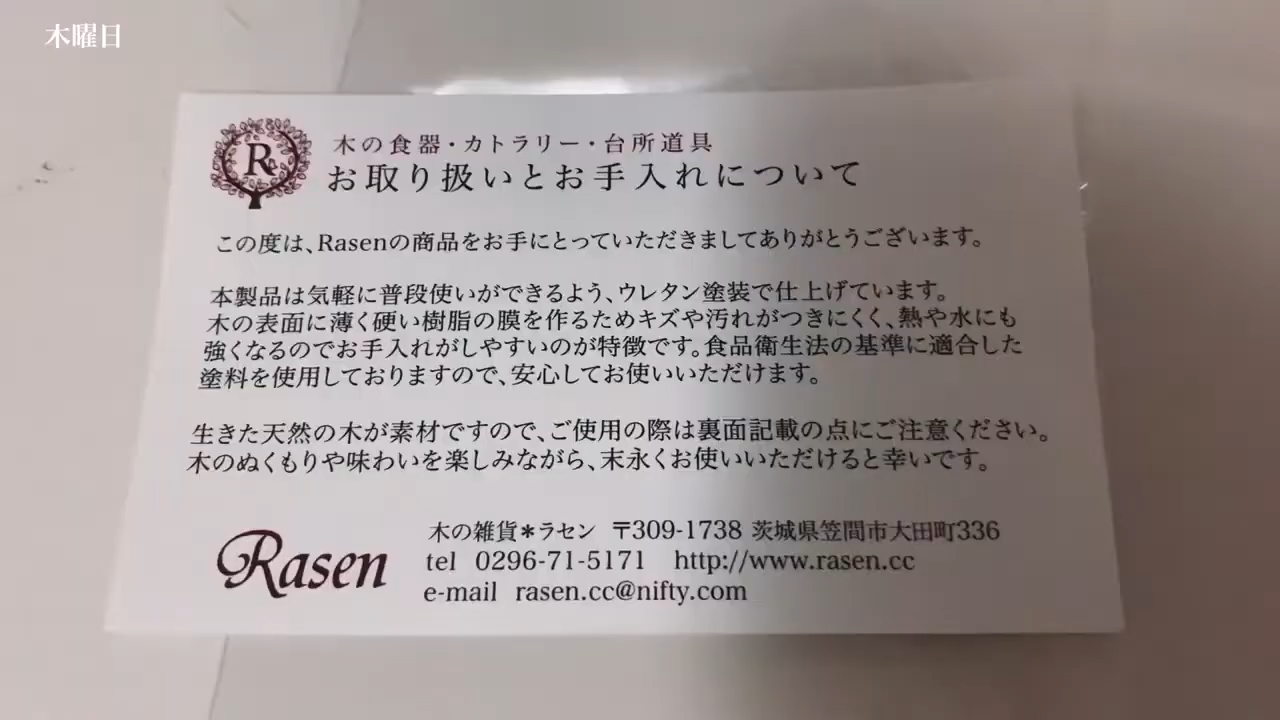 木曜日
R
木の食器・カトラリー・台所道具
お取り扱いとお手入れについて
この度は、Rasenの商品をお手にとっていただきましてありがとうございます。
本製品は気軽に普段使いができるよう、ウレタン塗装で仕上げています。
木の表面に薄く硬い樹脂の膜を作るためキズや汚れがつきにくく、熱や水にも
強くなるのでお手入れがしやすいのが特徴です。食品衛生法の基準に適合した
塗料を使用しておりますので、安心してお使いいただけます。
生きた天然の木が素材ですので、ご使用の際は裏面記載の点にご注意ください。
木のぬくもりや味わいを楽しみながら、末永くお使いいただけると幸いです。
Rasen
木の雑貨*ラセン 〒309-1738 茨城県笠間市大田町336
tel 0296-71-5171 http://www.rasen.cc
e-mail rasen.cc@nifty.com